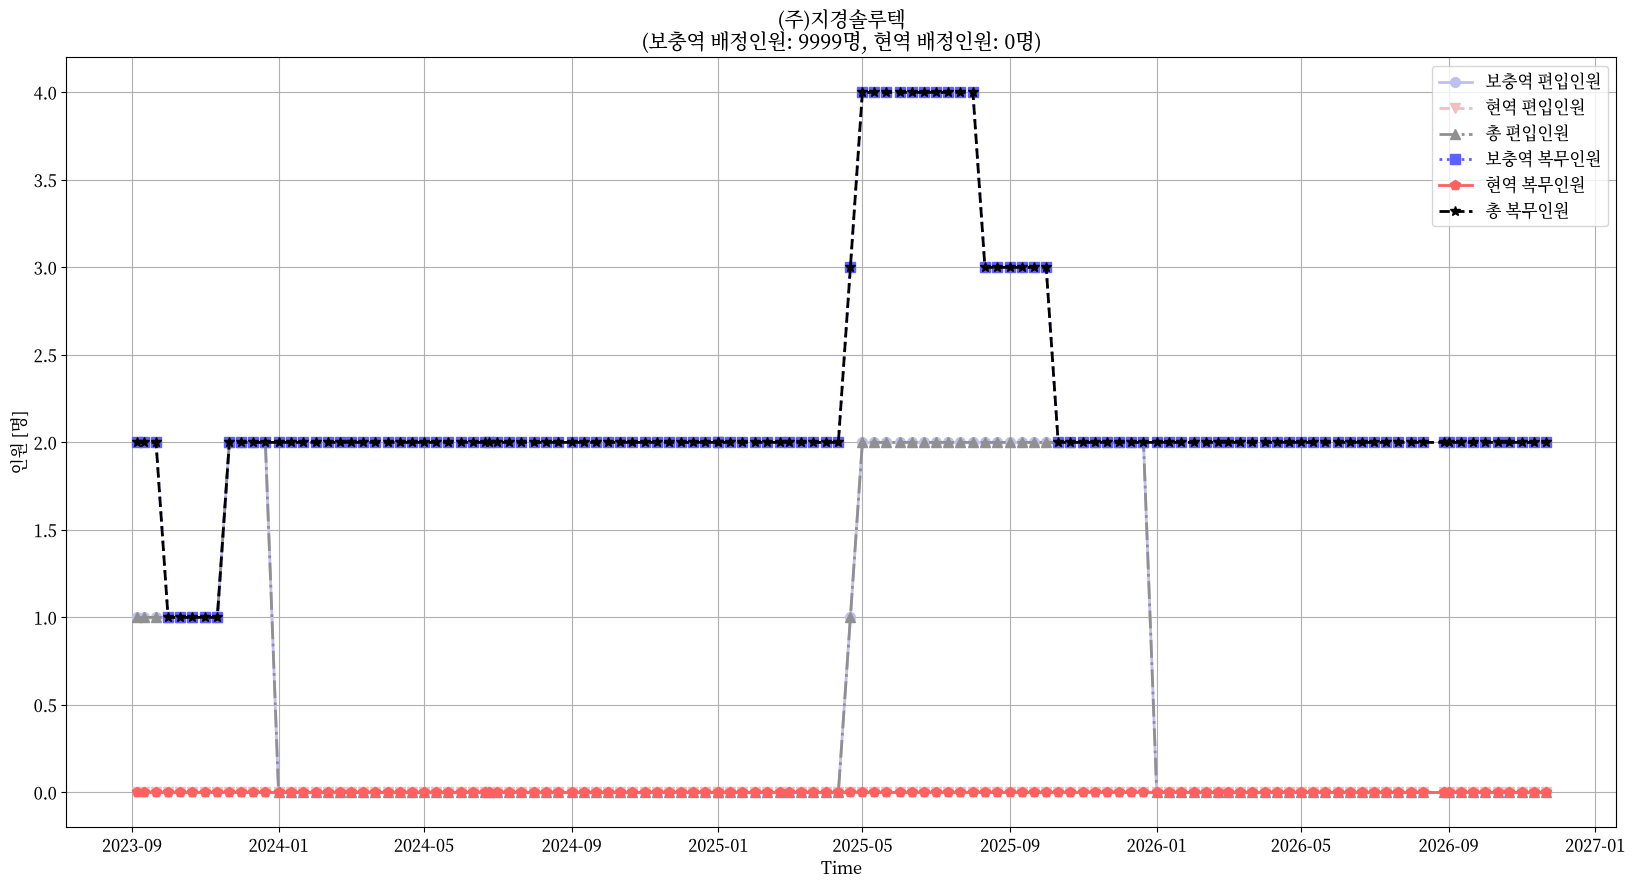 (주)지경솔루텍
(보충역 배정인원: 9999명, 현역 배정인원: 0명)
보충역 편입인원
현역 편입인원
총 편입인원
보충역 복무인원
현역 복무인원
총 복무인원
인원 [명]
4.0
3.5
3.0
2.5
2.0
1.5
1.0
0.5
0.0
2023-09 2024-01 2024-05 2024-09 2025-01 2025-05 2025-09 2026-01 2026-05 2026-09 2027-01
Time